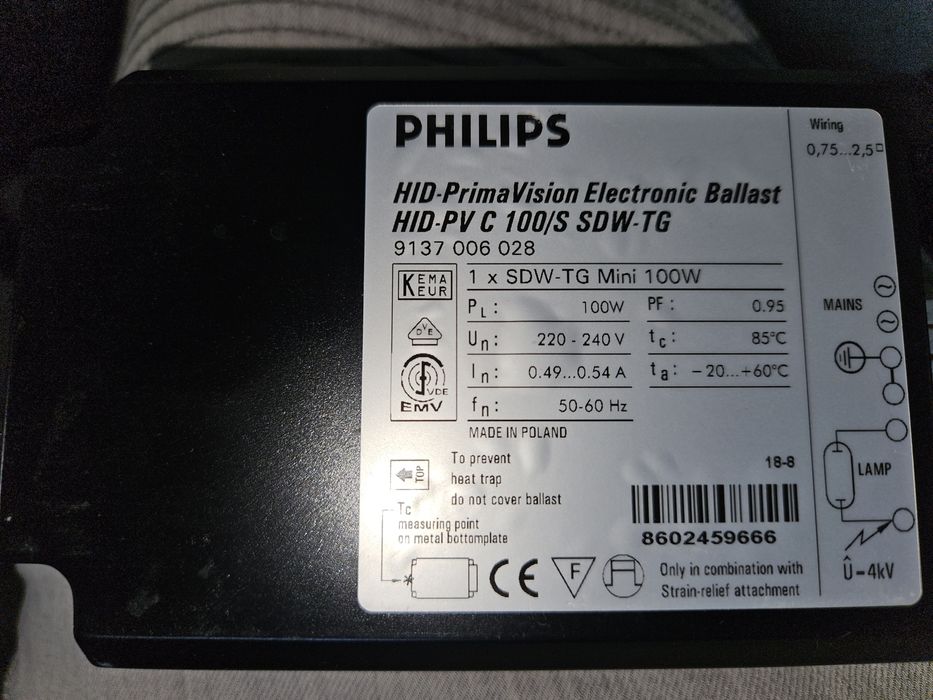 PHILIPS
HID-PrimaVision Electronic Ballast
HID-PV C 100/S SDW-TG
9137 006 028
KEMA EUR
DVE
VDE
EMV
1 x SDW-TG Mini 100W
PL: 100W PF: 0.95
Un: 220 - 240 V tc: 85°C
In: 0.49...0.54 A ta: -20...+60°C
fn: 50-60 Hz
MADE IN POLAND
TOP
To prevent
heat trap
do not cover ballast
Tc
measuring point
on metal bottomplate
18-8
8602459666
CE
F
Only in combination with
Strain-relief attachment
Wiring
0,75...2,5□
MAINS
LAMP
Û=4kV